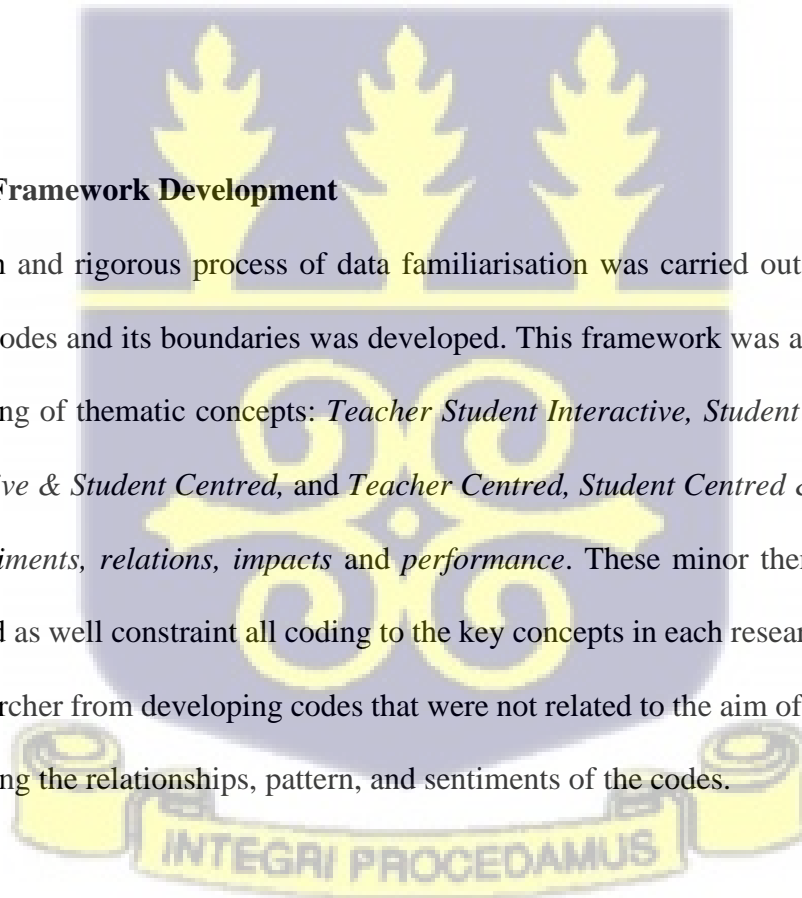 Framework Development
and rigorous process of data familiarisation was carried out
odes and its boundaries was developed. This framework was a
ng of thematic concepts: Teacher Student Interactive, Student
ve & Student Centred, and Teacher Centred, Student Centred &
iments, relations, impacts and performance. These minor them
d as well constraint all coding to the key concepts in each resear
rcher from developing codes that were not related to the aim of
ng the relationships, pattern, and sentiments of the codes.
INTEGRI PROCEDAMUS